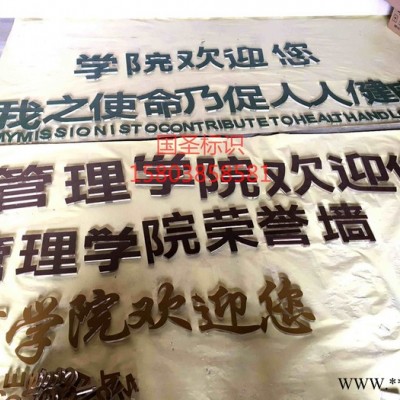 学院欢迎您
我之使命乃促人人健
MYMISSIONISTOCONTRIBUTETOHEALTHANDL
国圣标识
15803858581
管理学院欢迎
管理学院荣誉墙
学院欢迎您
WWW.